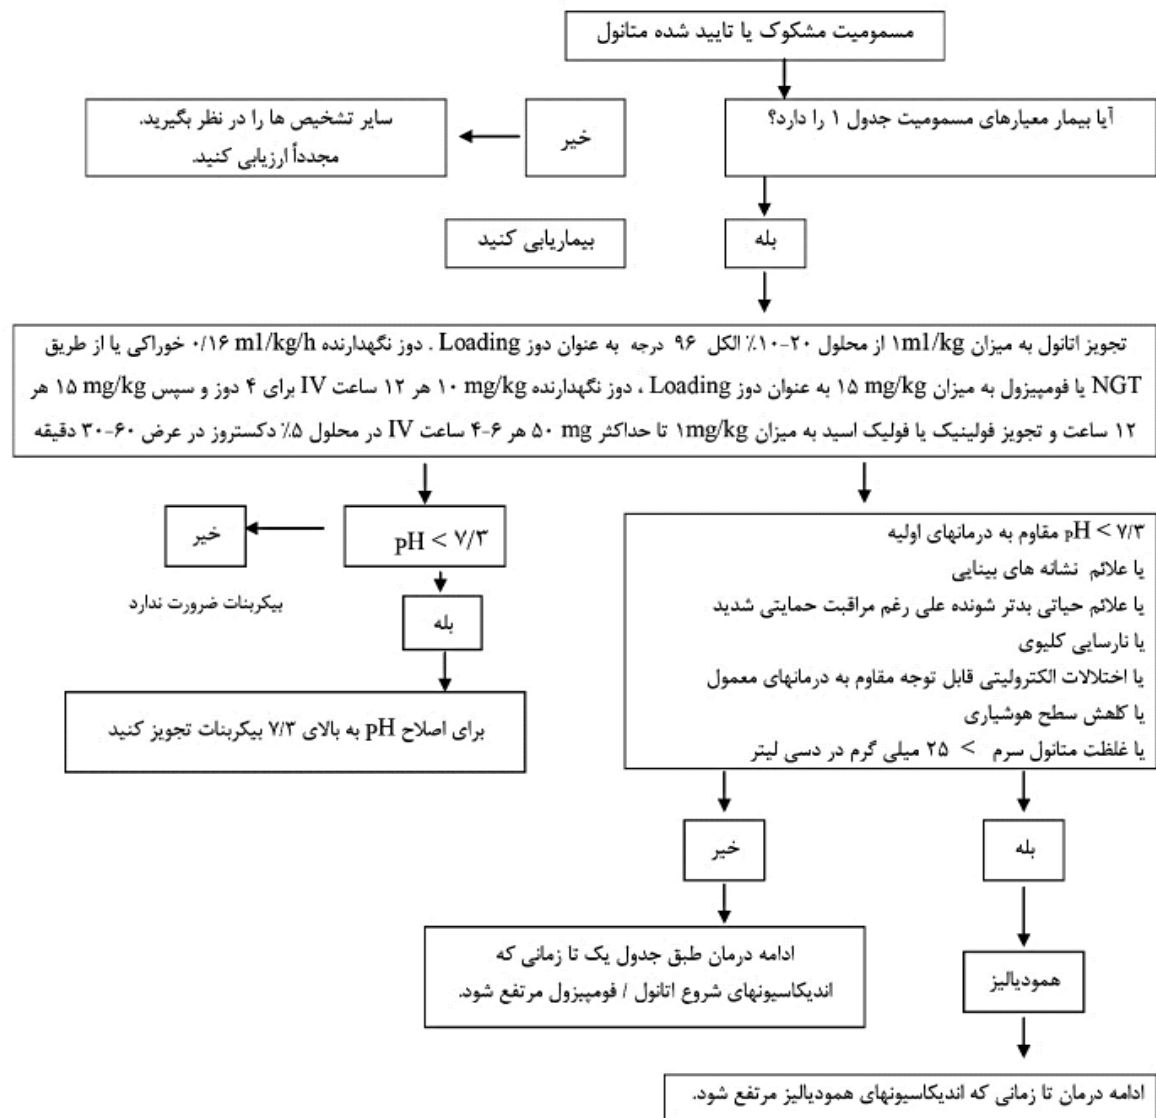 مسمومیت مشکوک یا تایید شده متانول
آیا بیمار معیارهای مسمومیت جدول ۱ را دارد؟
خیر
سایر تشخیص ها را در نظر بگیرید.
مجدداً ارزیابی کنید.
بله
بیماریابی کنید
تجویز اتانول به میزان ۱ml/kg از محلول ۲۰-۱۰٪ الکل ۹۶ درجه به عنوان دوز Loading . دوز نگهدارنده ۰/۱۶ ml/kg/h خوراکی یا از طریق
NGT یا فومپیزول به میزان ۱۵ mg/kg به عنوان دوز Loading ، دوز نگهدارنده ۱۰ mg/kg هر ۱۲ ساعت IV برای ۴ دوز و سپس ۱۵ mg/kg هر
۱۲ ساعت و تجویز فولینیک یا فولیک اسید به میزان ۱mg/kg تا حداکثر ۵۰ mg هر ۶-۴ ساعت IV در محلول ۵٪ دکستروز در عرض ۶۰-۳۰ دقیقه
pH < ۷/۳
خیر
بیکربنات ضرورت ندارد
بله
برای اصلاح pH به بالای ۷/۳ بیکربنات تجویز کنید
pH < ۷/۳ مقاوم به درمانهای اولیه
یا علائم نشانه های بینایی
یا علائم حیاتی بدتر شونده علی رغم مراقبت حمایتی شدید
یا نارسایی کلیوی
یا اختلالات الکترولیتی قابل توجه مقاوم به درمانهای معمول
یا کلهش سطح هوشیاری
یا غلظت متانول سرم > ۲۵ میلی گرم در دسی لیتر
بله
خیر
همودیالیز
ادامه درمان طبق جدول یک تا زمانی که
اندیکاسیونهای شروع اتانول / فومپیزول مرتفع شود.
ادامه درمان تا زمانی که اندیکاسیونهای همودیالیز مرتفع شود.